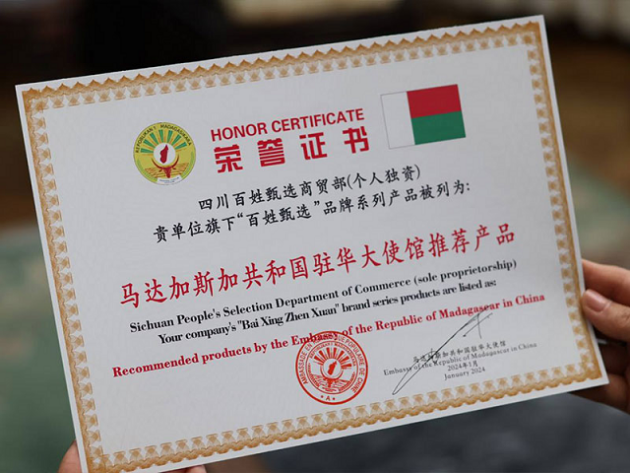 HONOR CERTIFICATE
荣誉证书
四川百姓甄选商贸部(个人独资)
贵单位旗下“百姓甄选”品牌系列产品被列为:
马达加斯加共和国驻华大使馆推荐产品
Sichuan People's Selection Department of Commerce (sole proprietorship)
Your company's "Bai Xing Zhen Xuan" brand series products are listed as:
Recommended products by the Embassy of the Republic of Madagascar in China
马达加斯加共和国驻华大使馆
Embassy of the Republic of Madagascar in China
2024年1月
January 2024